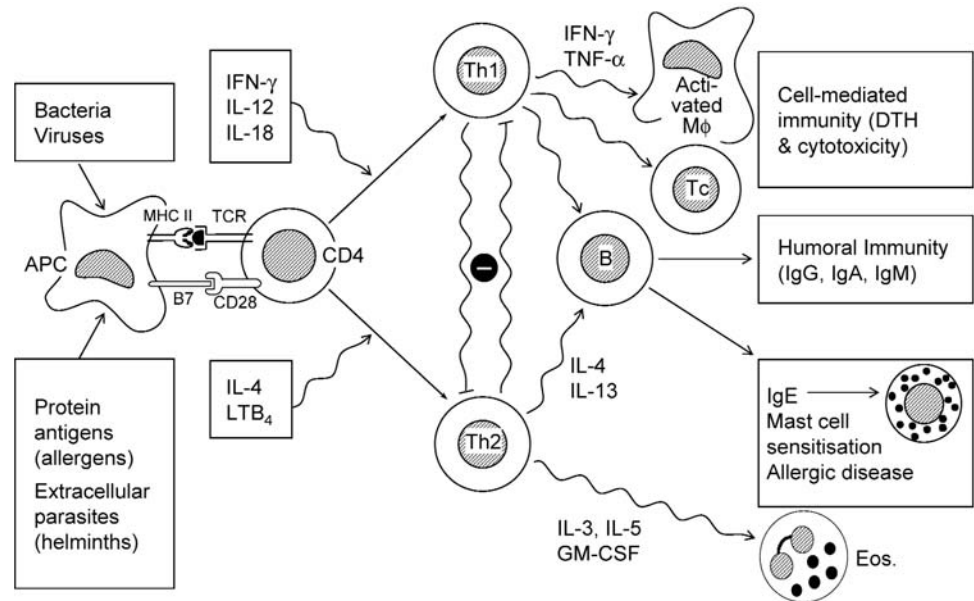 Bacteria
Viruses
IFN-γ
IL-12
IL-18
Th1
IFN-γ
TNF-α
Acti-
vated
Mϕ
Cell-mediated
immunity (DTH
& cytotoxicity)
Tc
MHC II
TCR
APC
CD4
B7
CD28
−
B
Humoral Immunity
(IgG, IgA, IgM)
IL-4
LTB₄
IL-4
IL-13
Th2
Protein
antigens
(allergens)
Extracellular
parasites
(helminths)
IgE
Mast cell
sensitisation
Allergic disease
IL-3, IL-5
GM-CSF
Eos.